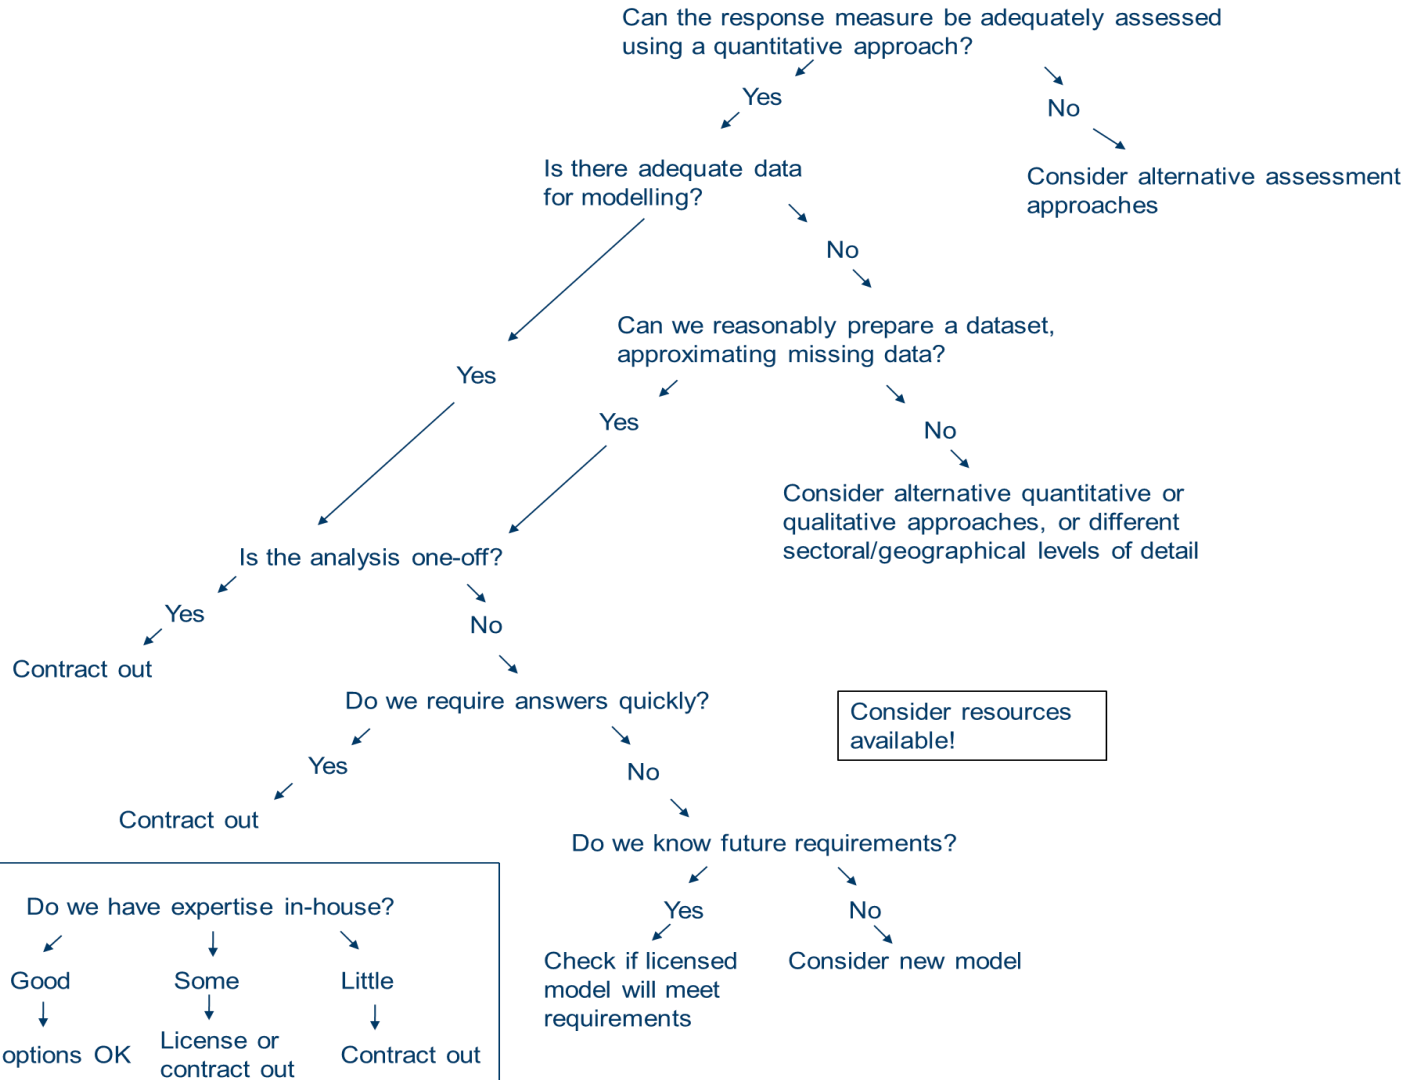 Can the response measure be adequately assessed
using a quantitative approach?
Yes
No
Is there adequate data
for modelling?
Consider alternative assessment
approaches
No
Can we reasonably prepare a dataset,
approximating missing data?
Yes
Yes
No
Consider alternative quantitative or
qualitative approaches, or different
sectoral/geographical levels of detail
Is the analysis one-off?
Yes
No
Contract out
Do we require answers quickly?
Consider resources
available!
Yes
No
Contract out
Do we know future requirements?
Yes
No
Check if licensed
model will meet
requirements
Consider new model
Do we have expertise in-house?
Good
Some
Little
options OK
License or
contract out
Contract out